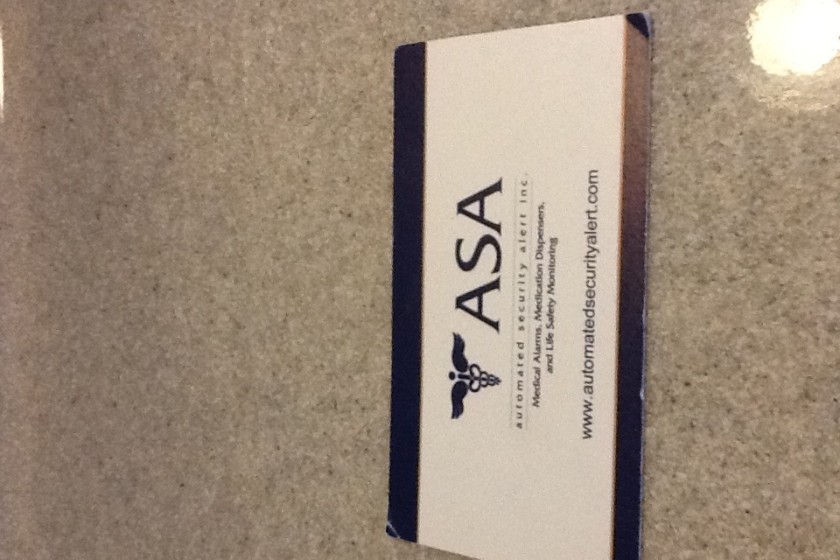 ASA
automated security alert inc.
Medical Alarms, Medication Dispensers,
and Life Safety Monitoring
www.automatedsecurityalert.com